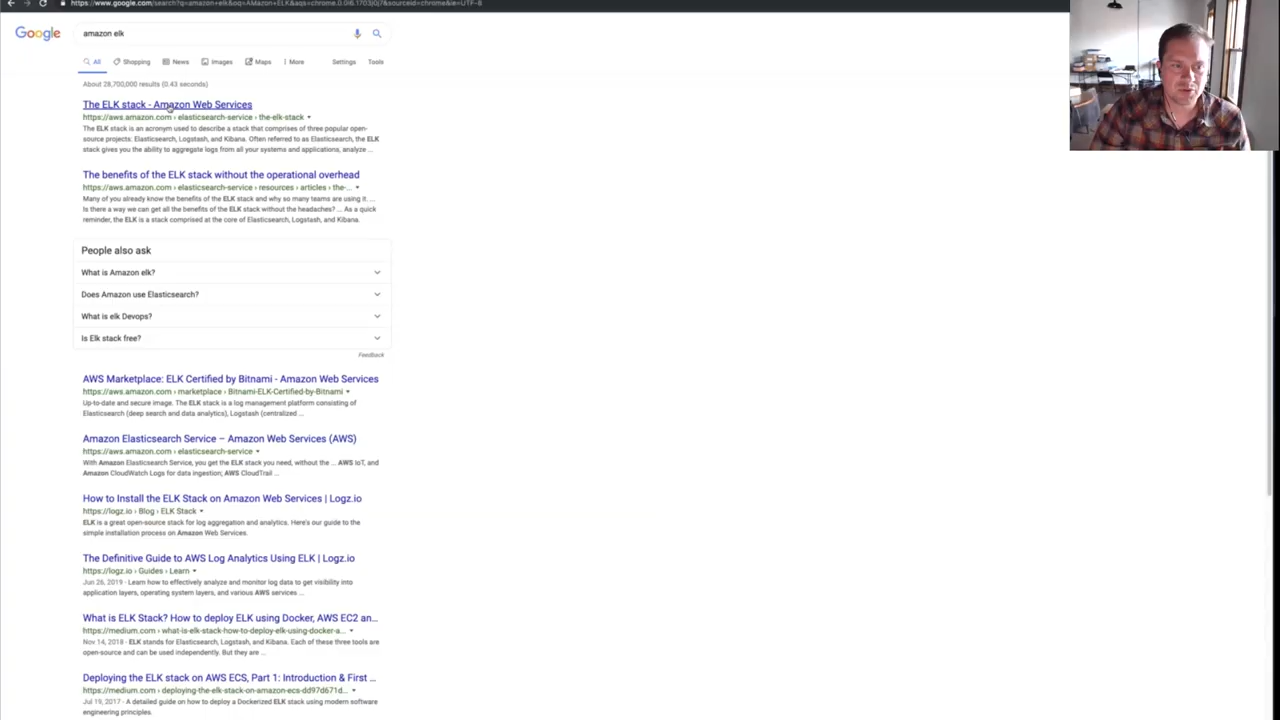 https://www.google.com/search?q=amazon+elk&oq=AMazon+ELK&aqs=chrome.0.0l6.1703j0j7&sourceid=chrome&ie=UTF-8
Google
amazon elk
All Shopping News Images Maps More Settings Tools
About 28,700,000 results (0.43 seconds)
The ELK stack - Amazon Web Services
https://aws.amazon.com › elasticsearch-service › the-elk-stack
The ELK stack is an acronym used to describe a stack that comprises of three popular open-
source projects: Elasticsearch, Logstash, and Kibana. Often referred to as Elasticsearch, the ELK
stack gives you the ability to aggregate logs from all your systems and applications, analyze ...
The benefits of the ELK stack without the operational overhead
https://aws.amazon.com › elasticsearch-service › resources › articles › the-...
Many of you already know the benefits of the ELK stack and why so many teams are using it. ...
Is there a way we can get all the benefits of the ELK stack without the headaches? ... As a quick
reminder, the ELK is a stack comprised at the core of Elasticsearch, Logstash, and Kibana.
People also ask
What is Amazon elk?
Does Amazon use Elasticsearch?
What is elk Devops?
Is Elk stack free?
Feedback
AWS Marketplace: ELK Certified by Bitnami - Amazon Web Services
https://aws.amazon.com › marketplace › Bitnami-ELK-Certified-by-Bitnami
Up-to-date and secure image. The ELK stack is a log management platform consisting of
Elasticsearch (deep search and data analytics), Logstash (centralized ...
Amazon Elasticsearch Service – Amazon Web Services (AWS)
https://aws.amazon.com › elasticsearch-service
With Amazon Elasticsearch Service, you get the ELK stack you need, without the ... AWS IoT, and
Amazon CloudWatch Logs for data ingestion; AWS CloudTrail ...
How to Install the ELK Stack on Amazon Web Services | Logz.io
https://logz.io › Blog › ELK Stack
ELK is a great open-source stack for log aggregation and analytics. Here's our guide to the
simple installation process on Amazon Web Services.
The Definitive Guide to AWS Log Analytics Using ELK | Logz.io
https://logz.io › Guides › Learn
Jun 26, 2019 - Learn how to effectively analyze and monitor log data to get visibility into
application layers, operating system layers, and various AWS services ...
What is ELK Stack? How to deploy ELK using Docker, AWS EC2 an...
https://medium.com › what-is-elk-stack-how-to-deploy-elk-using-docker-a...
Nov 14, 2018 - ELK stands for Elasticsearch, Logstash, and Kibana. Each of these three tools are
open-source and can be used independently. But they are ...
Deploying the ELK stack on AWS ECS, Part 1: Introduction & First ...
https://medium.com › deploying-the-elk-stack-on-amazon-ecs-dd97d671d...
Jul 19, 2017 - A detailed guide on how to deploy a Dockerized ELK stack using modern software
engineering principles.